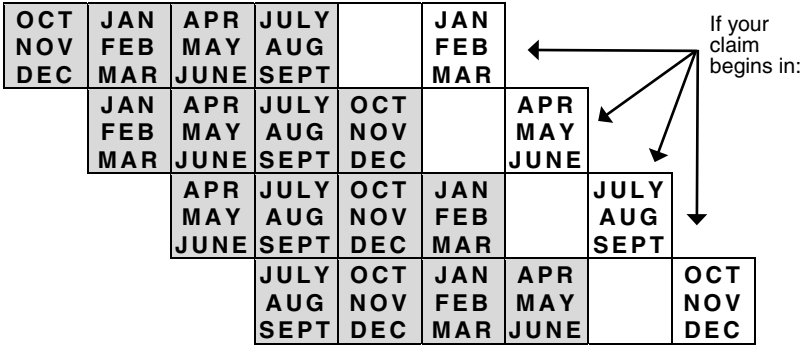 OCT JAN APR JULY JAN
NOV FEB MAY AUG FEB
DEC MAR JUNE SEPT MAR
If your
claim
begins in:
JAN APR JULY OCT APR
FEB MAY AUG NOV MAY
MAR JUNE SEPT DEC JUNE
APR JULY OCT JAN JULY
MAY AUG NOV FEB AUG
JUNE SEPT DEC MAR SEPT
JULY OCT JAN APR OCT
AUG NOV FEB MAY NOV
SEPT DEC MAR JUNE DEC